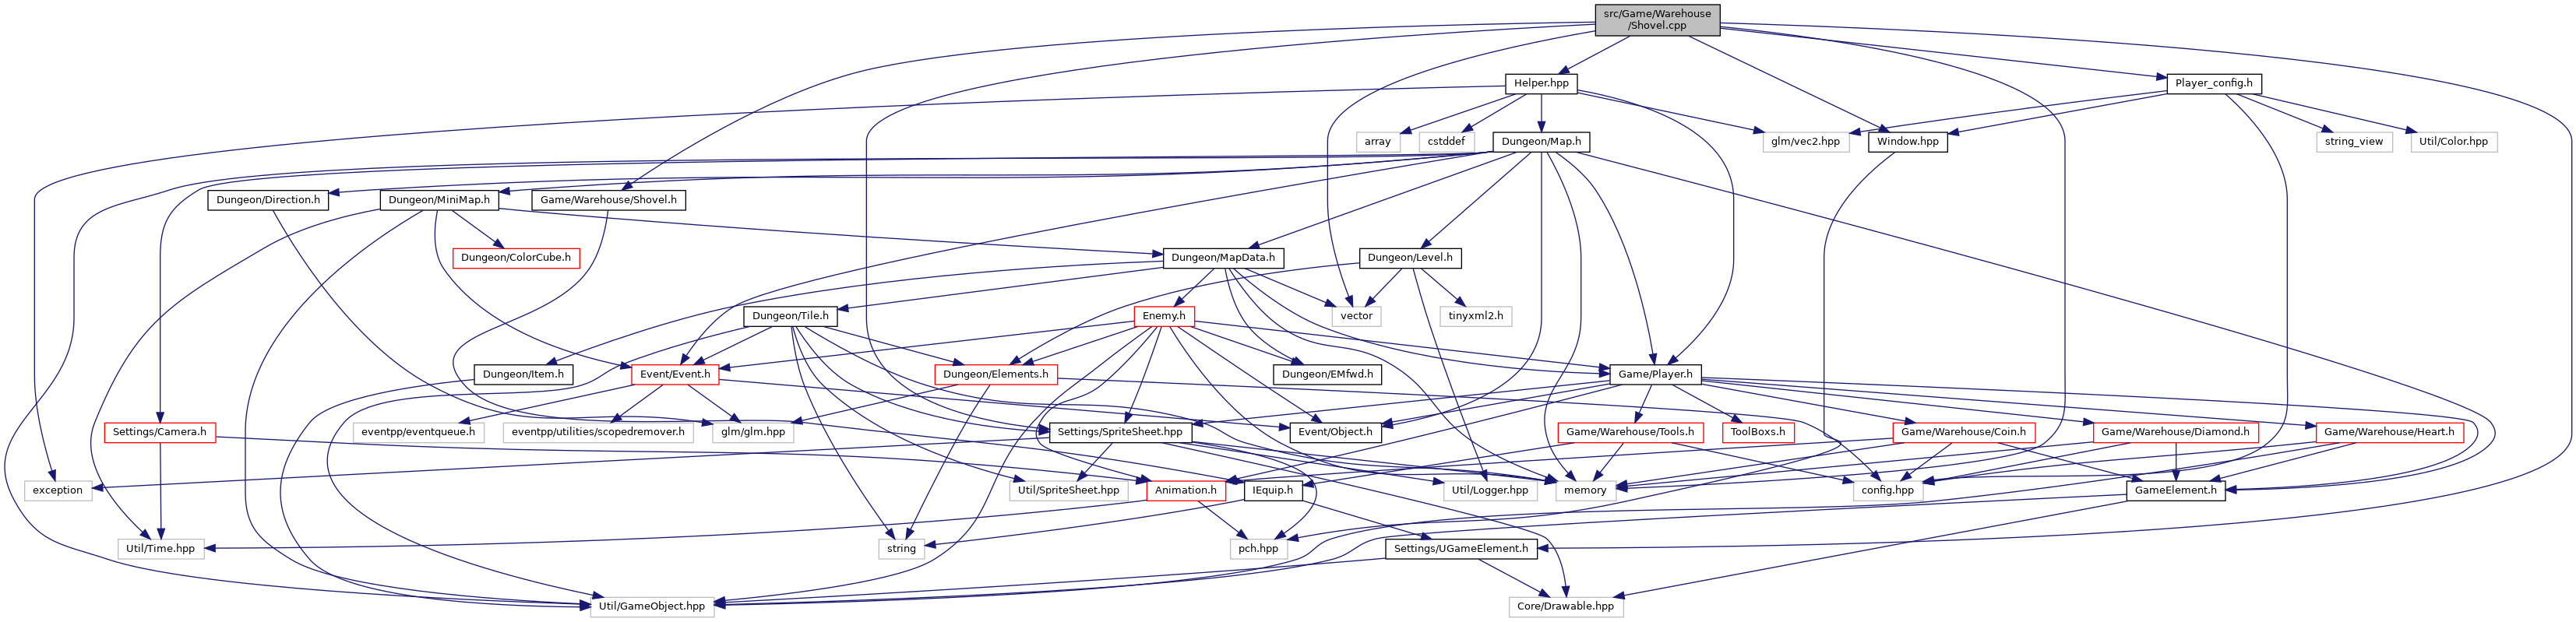 src/Game/Warehouse
/Shovel.cpp
Helper.hpp
Player_config.h
array
cstddef
Dungeon/Map.h
glm/vec2.hpp
Window.hpp
string_view
Util/Color.hpp
Dungeon/Direction.h
Dungeon/MiniMap.h
Game/Warehouse/Shovel.h
Dungeon/ColorCube.h
Dungeon/MapData.h
Dungeon/Level.h
Dungeon/Tile.h
Enemy.h
vector
tinyxml2.h
Dungeon/Item.h
Event/Event.h
Dungeon/Elements.h
Dungeon/EMfwd.h
Game/Player.h
Settings/Camera.h
eventpp/eventqueue.h
eventpp/utilities/scopedremover.h
glm/glm.hpp
Settings/SpriteSheet.hpp
Event/Object.h
Game/Warehouse/Tools.h
ToolBoxs.h
Game/Warehouse/Coin.h
Game/Warehouse/Diamond.h
Game/Warehouse/Heart.h
exception
Util/SpriteSheet.hpp
Animation.h
IEquip.h
Util/Logger.hpp
memory
config.hpp
GameElement.h
Util/Time.hpp
string
pch.hpp
Settings/UGameElement.h
Util/GameObject.hpp
Core/Drawable.hpp